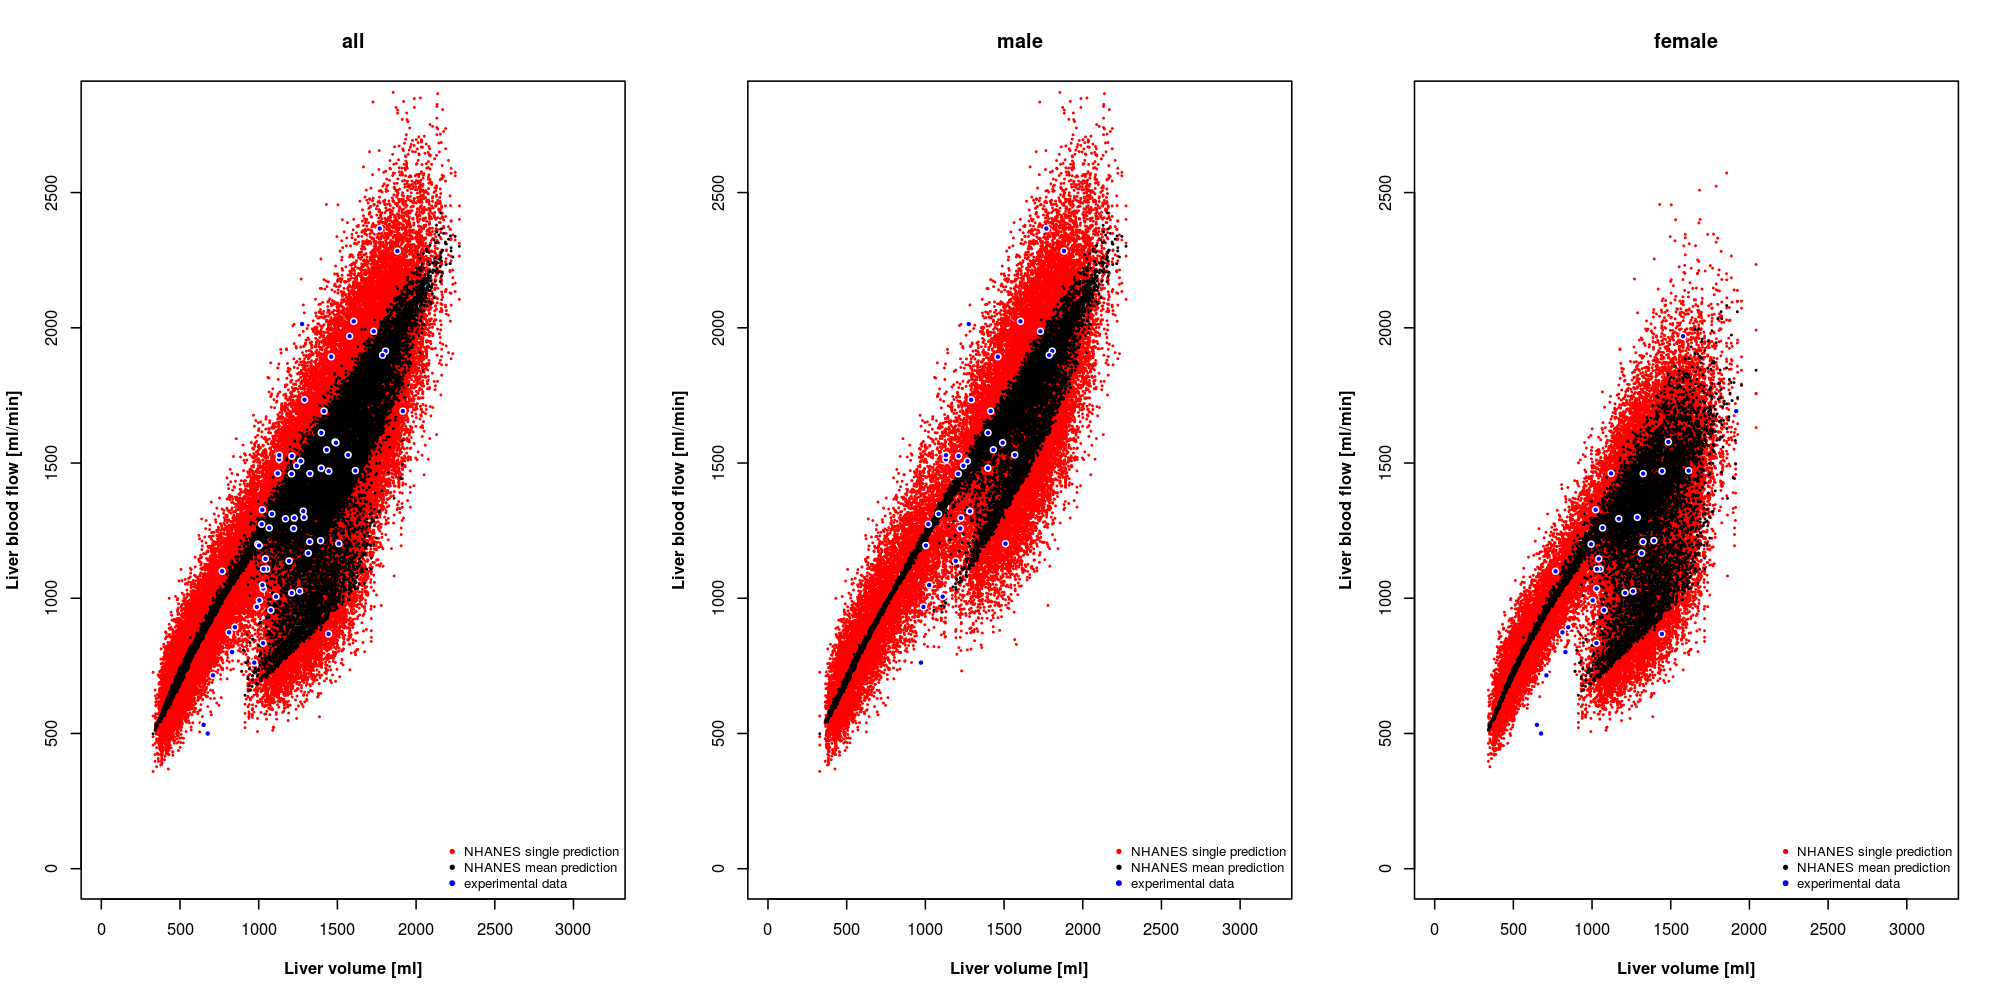 all
Liver blood flow [ml/min]
2500
2000
1500
1000
500
0
NHANES single prediction
NHANES mean prediction
experimental data
0 500 1000 1500 2000 2500 3000
Liver volume [ml]
male
Liver blood flow [ml/min]
2500
2000
1500
1000
500
0
NHANES single prediction
NHANES mean prediction
experimental data
0 500 1000 1500 2000 2500 3000
Liver volume [ml]
female
Liver blood flow [ml/min]
2500
2000
1500
1000
500
0
NHANES single prediction
NHANES mean prediction
experimental data
0 500 1000 1500 2000 2500 3000
Liver volume [ml]